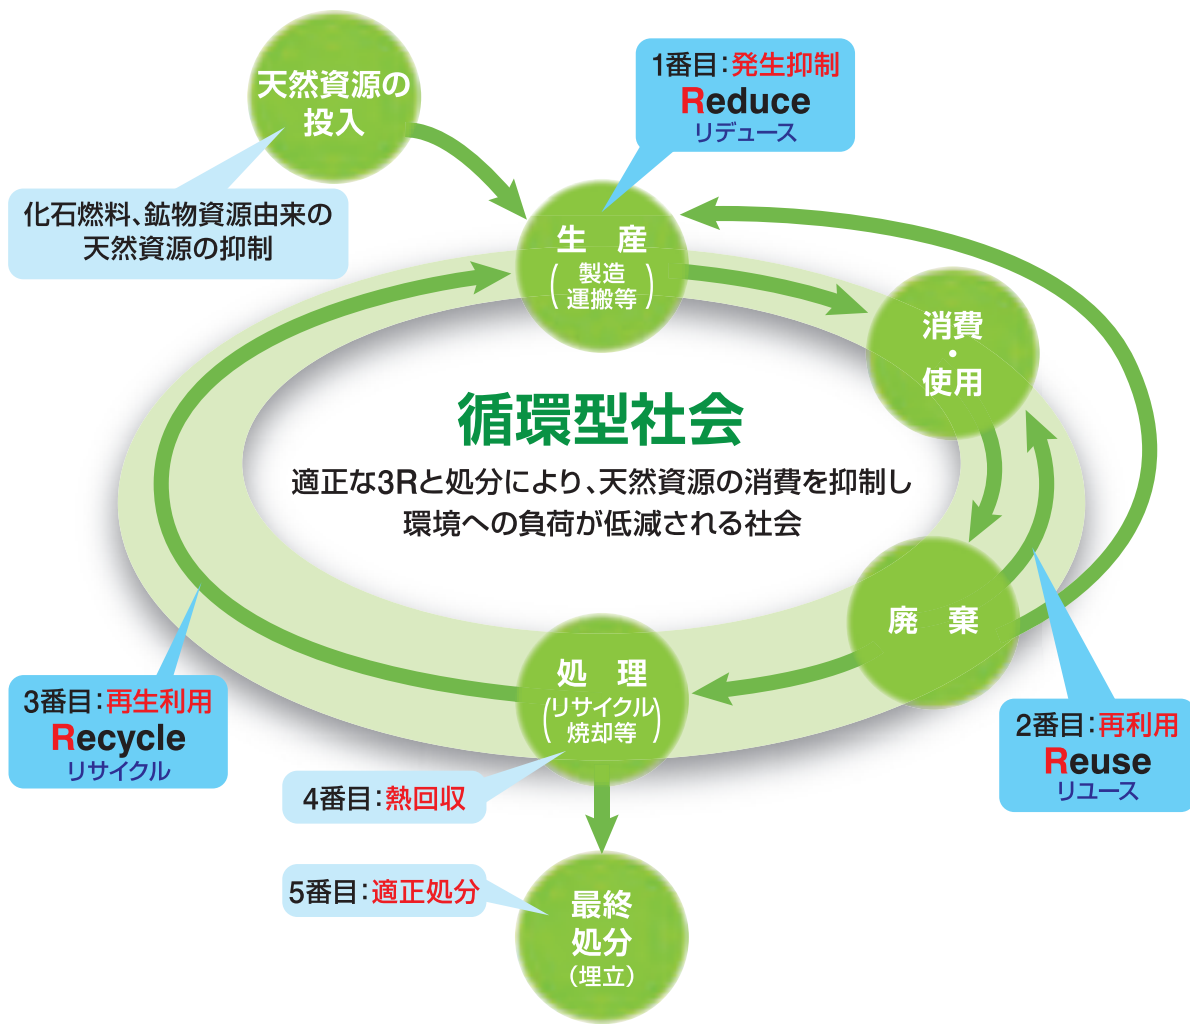 天然資源の
投入
化石燃料、鉱物資源由来の
天然資源の抑制
1番目：発生抑制
Reduce
リデュース
生　産
（製造
運搬等）
消費
・
使用
循環型社会
適正な3Rと処分により、天然資源の消費を抑制し
環境への負荷が低減される社会
廃　棄
2番目：再利用
Reuse
リユース
処　理
（リサイクル
焼却等）
3番目：再生利用
Recycle
リサイクル
4番目：熱回収
5番目：適正処分
最終
処分
（埋立）